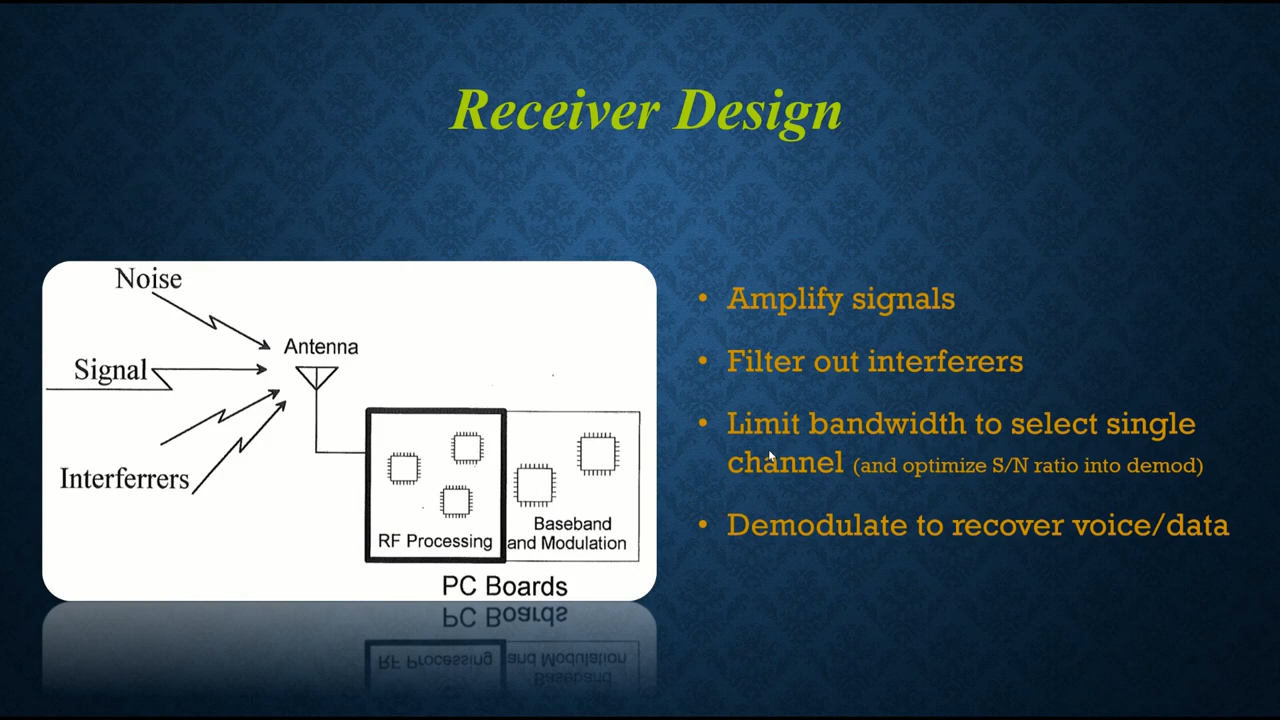 Receiver Design
Noise
Antenna
Signal
Interferrers
RF Processing
Baseband
and Modulation
PC Boards
• Amplify signals
• Filter out interferers
• Limit bandwidth to select single
channel (and optimize S/N ratio into demod)
• Demodulate to recover voice/data